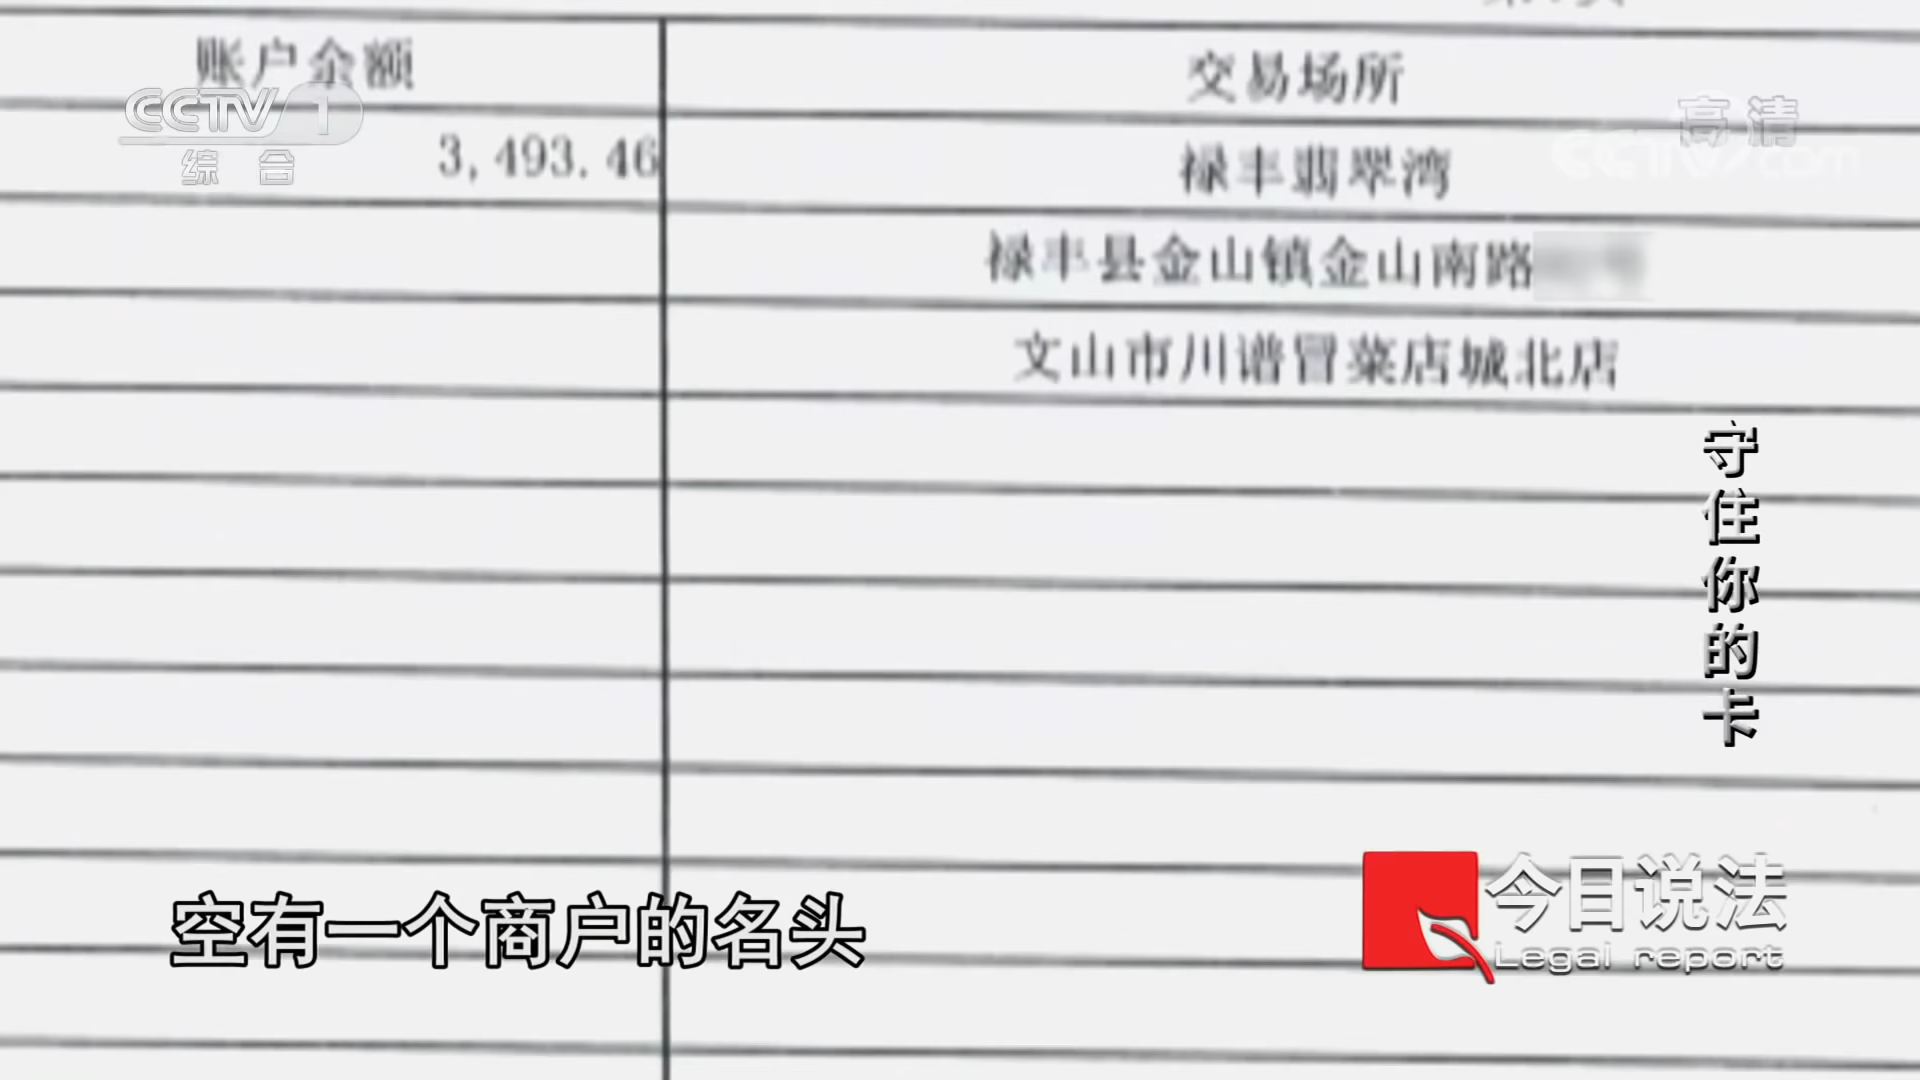 账户余额
交易场所
CCTV 1
综合
高清
CCTV.com
3,493.46
禄丰翡翠湾
禄丰县金山镇金山南路
文山市川谱冒菜店城北店
守住你的卡
今日说法
Legal report
空有一个商户的名头